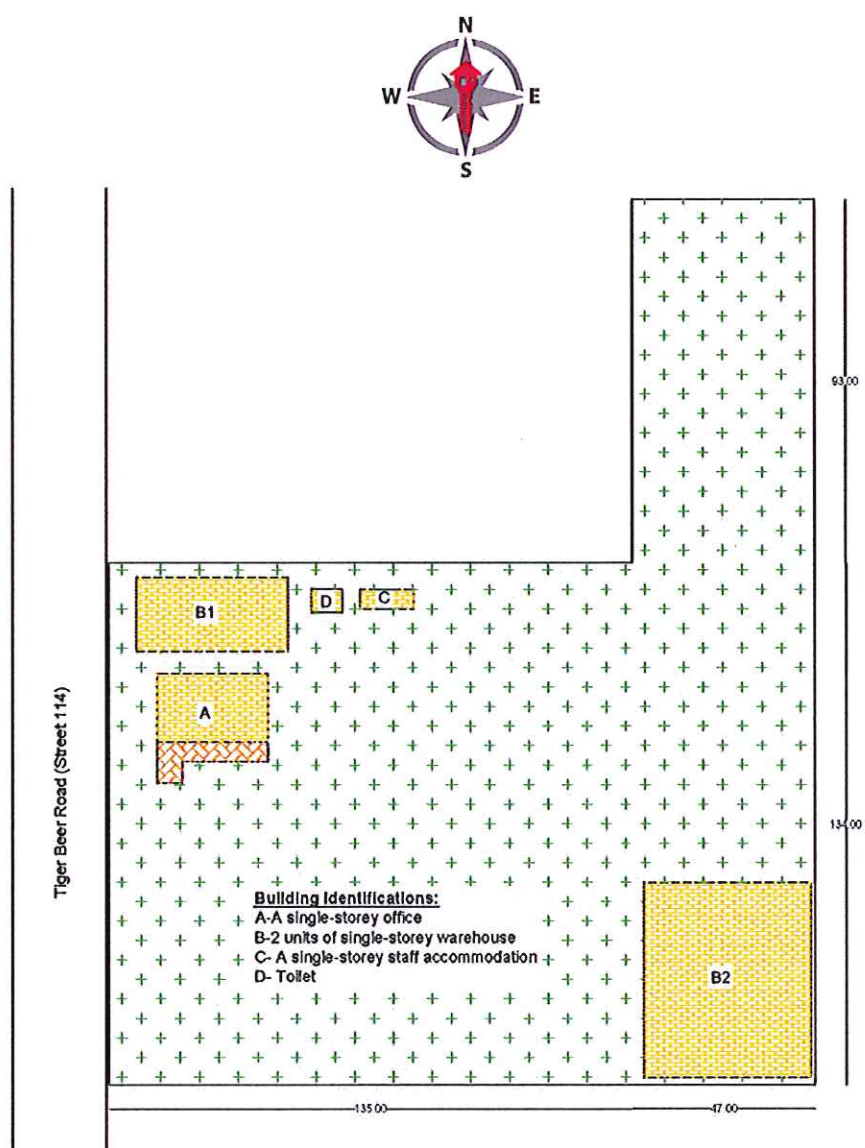 N
W
E
S
93.00
B1
D
C
A
Tiger Beer Road (Street 114)
134.00
Building Identifications:
A-A single-storey office
B-2 units of single-storey warehouse
C- A single-storey staff accommodation
D- Toilet
B2
135.00
47.00